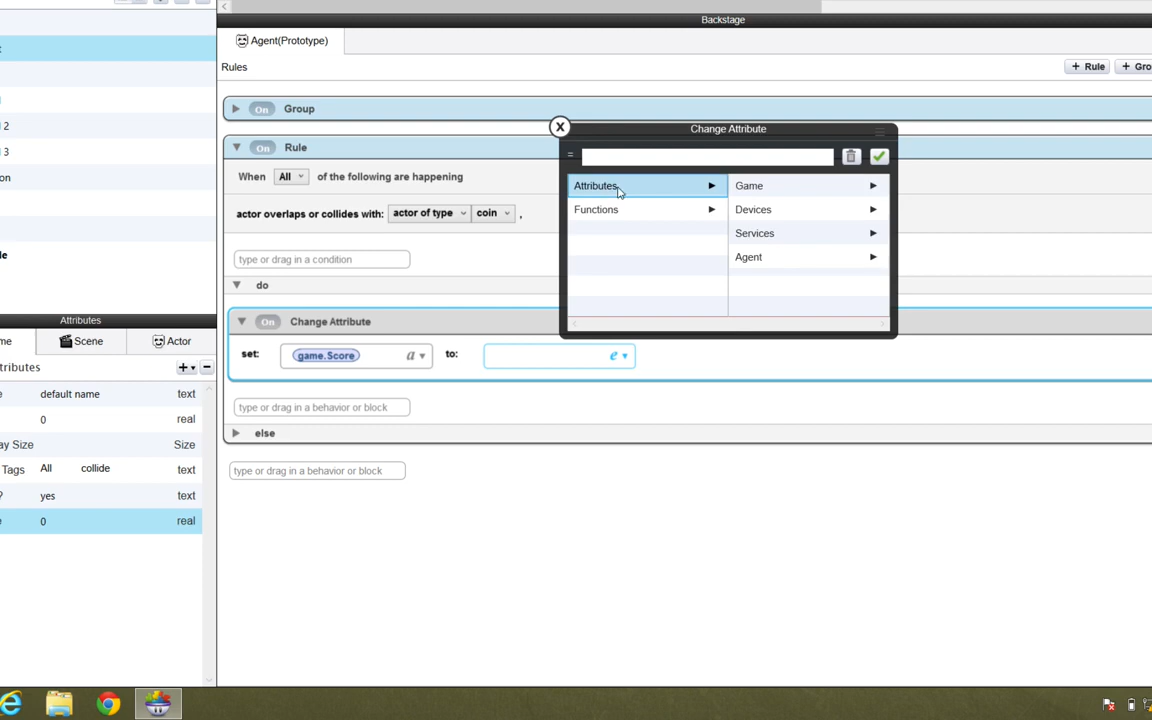 Backstage
Agent(Prototype)
Rules
+ Rule
+ Gro
On Group
On Rule
When All of the following are happening
actor overlaps or collides with: actor of type coin ,
type or drag in a condition
do
On Change Attribute
set: game.Score a to: e
type or drag in a behavior or block
else
type or drag in a behavior or block
X
Change Attribute
=
Attributes
Functions
Game
Devices
Services
Agent
2
3
on
le
Attributes
me
Scene
Actor
tributes
+ −
e default name text
0 real
ay Size Size
Tags All collide text
? yes text
e 0 real